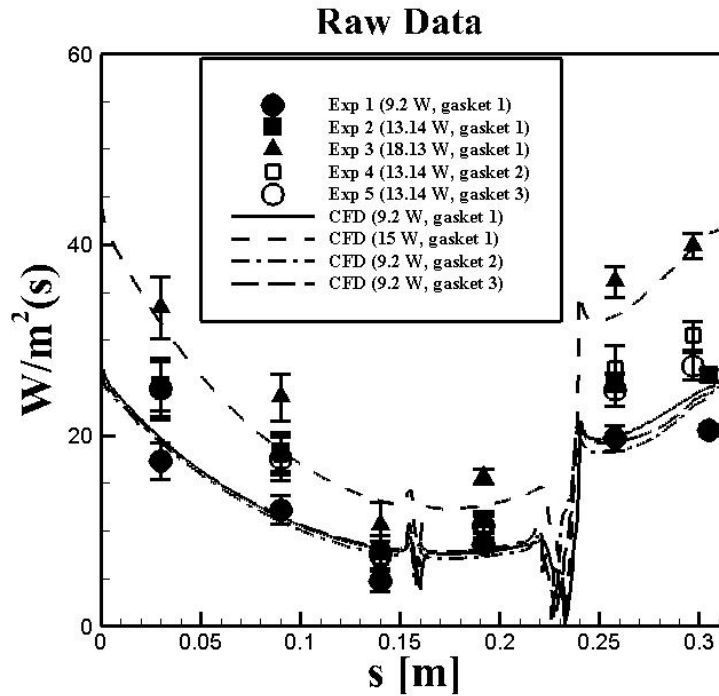 Raw Data
60
40
20
0
W/m²(s)
Exp 1 (9.2 W, gasket 1)
Exp 2 (13.14 W, gasket 1)
Exp 3 (18.13 W, gasket 1)
Exp 4 (13.14 W, gasket 2)
Exp 5 (13.14 W, gasket 3)
CFD (9.2 W, gasket 1)
CFD (15 W, gasket 1)
CFD (9.2 W, gasket 2)
CFD (9.2 W, gasket 3)
0 0.05 0.1 0.15 0.2 0.25 0.3
s [m]